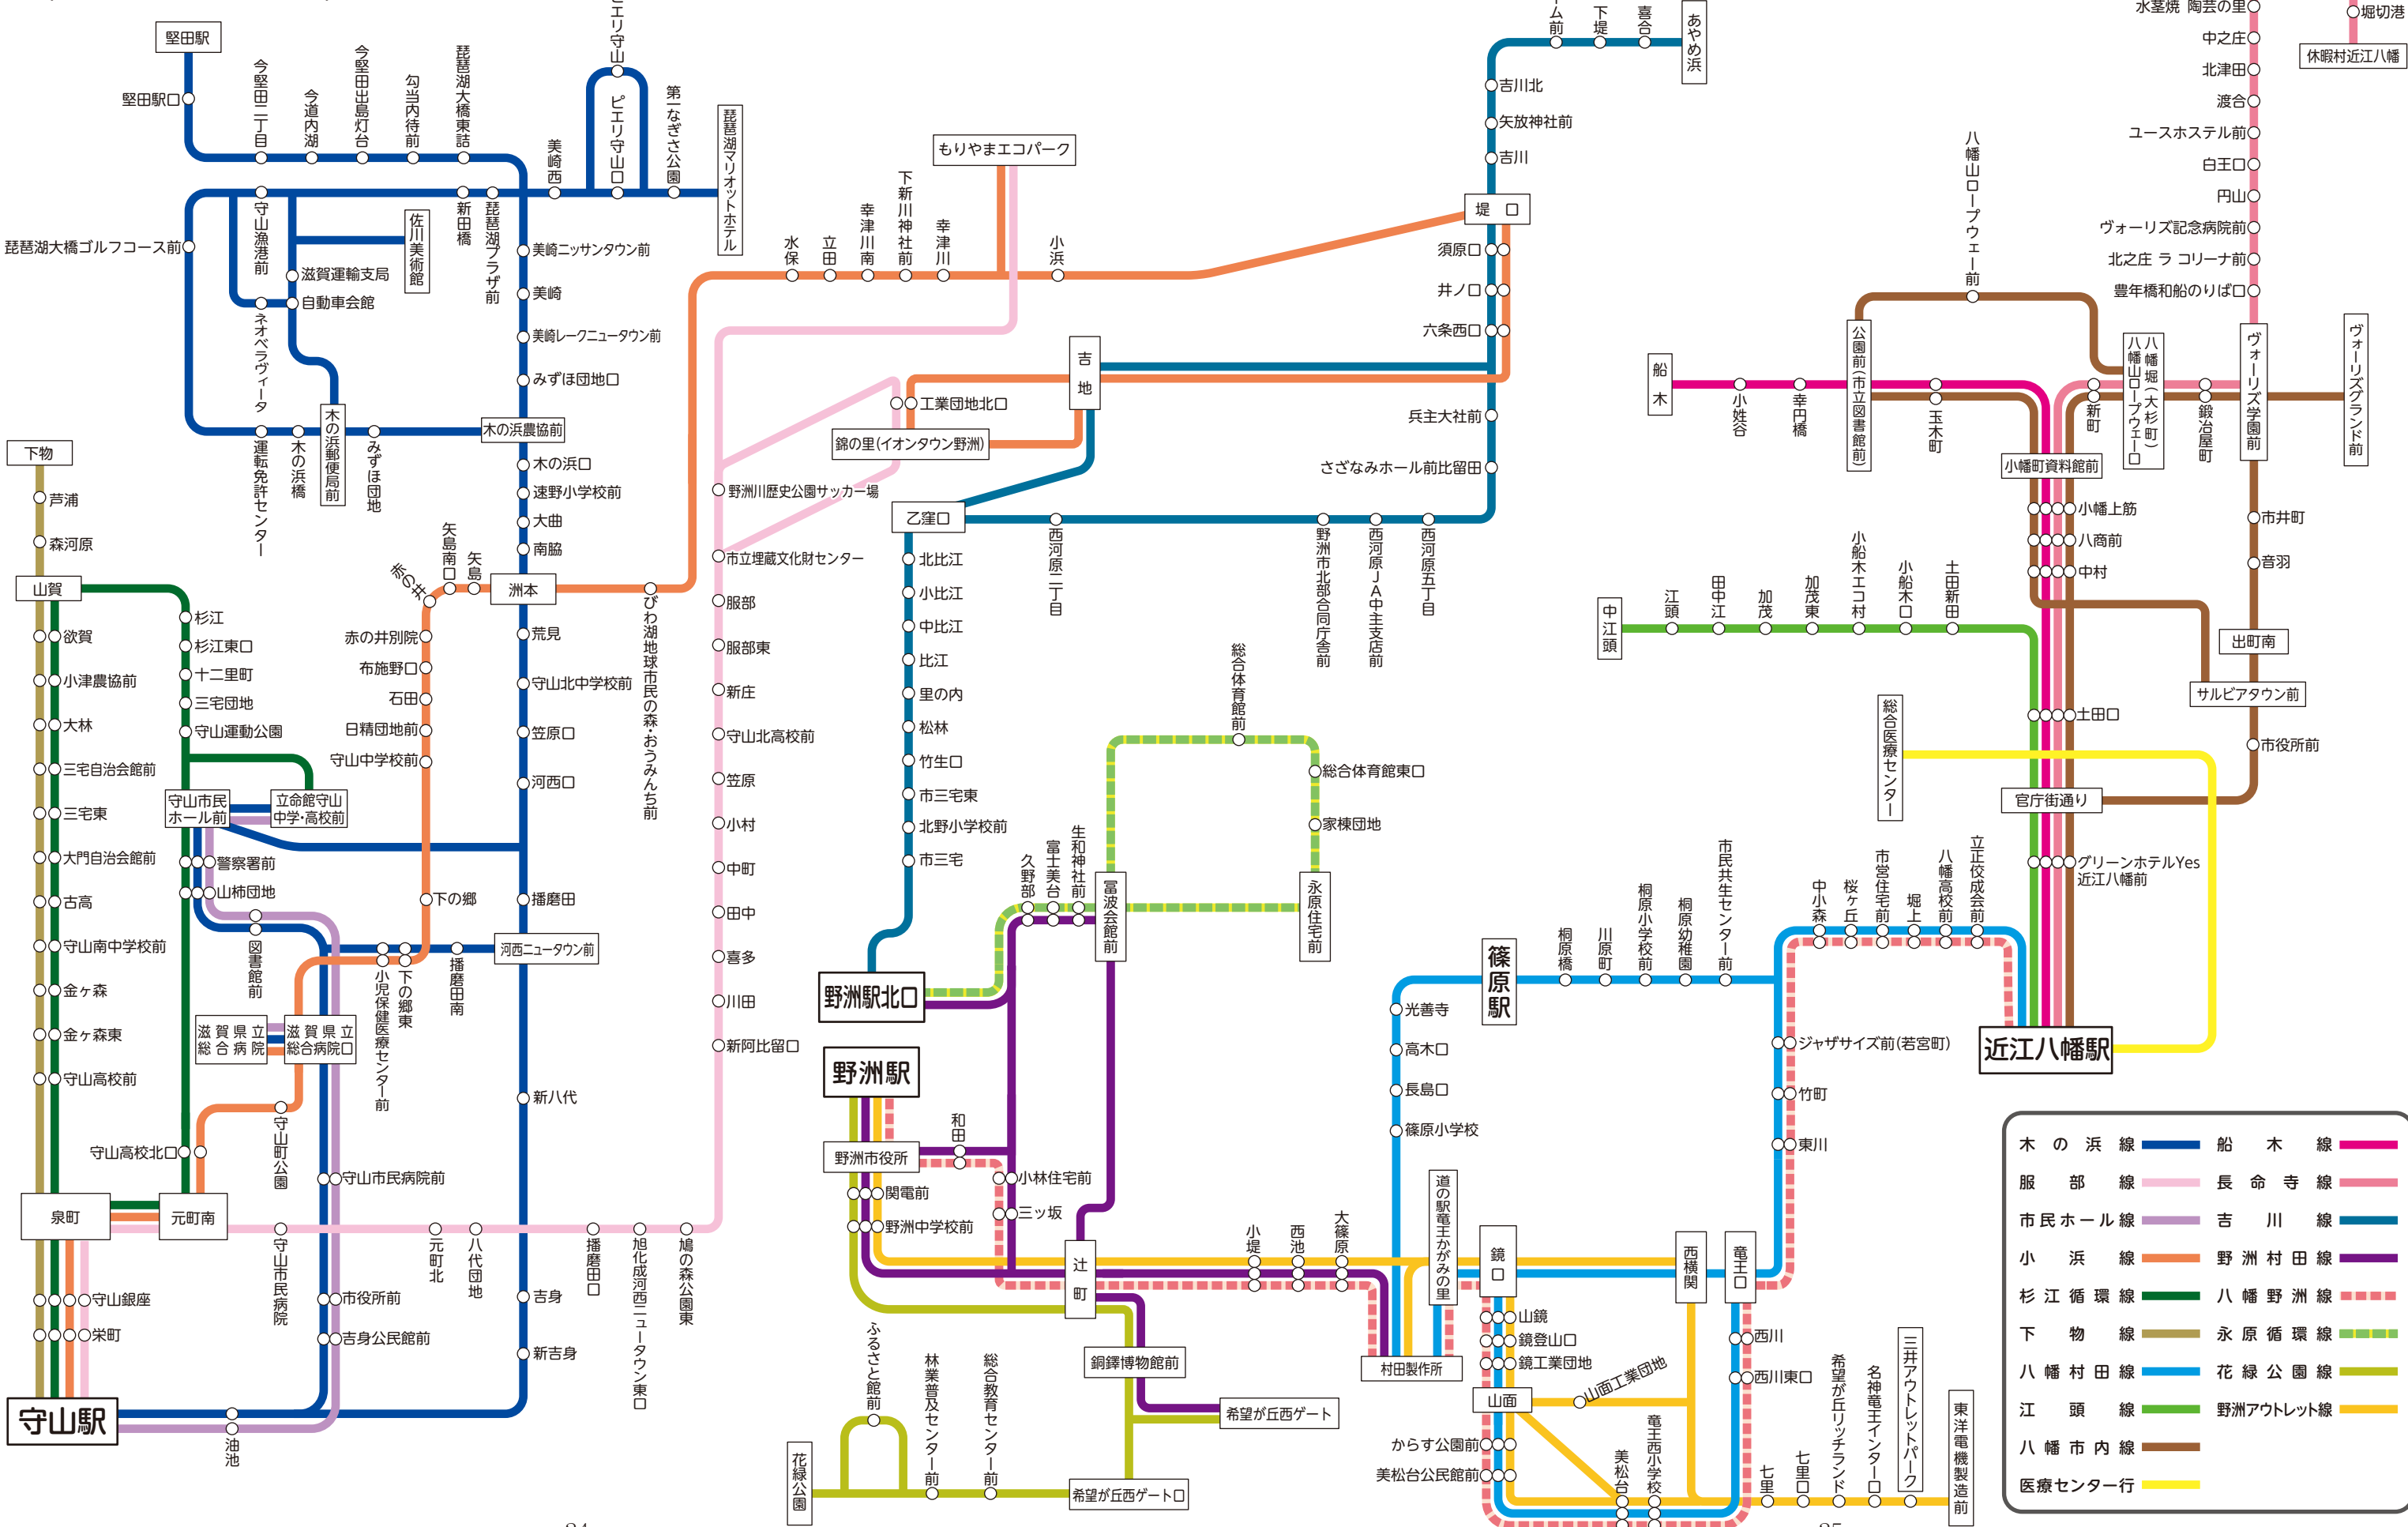 堅田駅
堅田駅口
今堅田二丁目
今道内湖
今堅田出島灯台
勾当内待前
琵琶湖大橋東詰
美崎西
エリ守山
ピエリ守山口
第一なぎさ公園
琵琶湖マリオットホテル
琵琶湖大橋ゴルフコース前
守山漁港前
滋賀運輸支局
自動車会館
ネオベラヴィータ
佐川美術館
新田橋
琵琶湖プラザ前
美崎ニッサンタウン前
美崎
美崎レークニュータウン前
みずほ団地口
木の浜農協前
運転免許センター
木の浜橋
木の浜郵便局前
みずほ団地
木の浜口
速野小学校前
大曲
南脇
洲本
荒見
守山北中学校前
笠原口
河西口
播磨田
河西ニュータウン前
新八代
吉身
新吉身
下物
芦浦
森河原
山賀
欲賀
小津農協前
大林
三宅自治会館前
三宅東
大門自治会館前
古高
守山南中学校前
金ヶ森
金ヶ森東
守山高校前
杉江
杉江東口
十二里町
三宅団地
守山運動公園
守山市民
ホール前
立命館守山
中学・高校前
警察署前
山柿団地
図書館前
滋賀県立
総合病院
滋賀県立
総合病院口
小児保健医療センター前
下の郷東
播磨田南
下の郷
守山中学校前
日精団地前
石田
布施野口
赤の井別院
赤の井
矢島南口
矢島
守山町公園
守山高校北口
守山市民病院前
泉町
元町南
守山市民病院
元町北
八代団地
播磨田口
旭化成河西ニュータウン東口
鳩の森公園東
守山銀座
栄町
市役所前
吉身公民館前
守山駅
油池
もりやまエコパーク
水保
立田
幸津川南
下新川神社前
幸津川
小浜
びわ湖地球市民の森・おうみんち前
野洲川歴史公園サッカー場
市立埋蔵文化財センター
服部
服部東
新庄
守山北高校前
笠原
小村
中町
田中
喜多
川田
新阿比留口
工業団地北口
錦の里(イオンタウン野洲)
吉地
乙窪口
北比江
小比江
中比江
比江
里の内
松林
竹生口
市三宅東
北野小学校前
市三宅
西河原二丁目
野洲市北部合同庁舎前
西河原JA中主支店前
西河原五丁目
ム前
下堤
喜合
あやめ浜
吉川北
矢放神社前
吉川
堤口
須原口
井ノ口
六条西口
兵主大社前
さざなみホール前比留田
総合体育館前
総合体育館東口
家棟団地
永原住宅前
冨波会館前
久野部
富士美台
生和神社前
野洲駅北口
野洲駅
野洲市役所
和田
小林住宅前
三ッ坂
関電前
野洲中学校前
辻町
小堤
西池
大篠原
銅鐸博物館前
希望が丘西ゲート
希望が丘西ゲート口
花緑公園
ふるさと館前
林業普及センター前
総合教育センター前
篠原駅
桐原橋
川原町
桐原小学校前
桐原幼稚園
市民共生センター前
光善寺
高木口
長島口
篠原小学校
道の駅竜王かがみの里
村田製作所
鏡口
西横関
竜王口
山鏡
鏡登山口
鏡工業団地
山面
山面工業団地
からす公園前
美松台公民館前
美松台
竜王西小学校
西川
西川東口
七里
七里口
希望が丘リッチランド
名神竜王インター口
三井アウトレットパーク
東洋電機製造前
中小森
桜ヶ丘
市営住宅前
堀上
八幡高校前
立正佼成会前
ジャザサイズ前(若宮町)
竹町
東川
近江八幡駅
船木
小姓谷
幸円橋
公園前(市立図書館前)
玉木町
八幡山ロープウェー前
八幡堀(大杉町)
八幡山ロープウェー口
小幡町資料館前
新町
鍛冶屋町
ヴォーリズ学園前
ヴォーリズグランド前
小幡上筋
八商前
中村
中江頭
江頭
田中江
加茂
加茂東
小船木エコ村
小船木口
土田新田
総合医療センター
土田口
官庁街通り
グリーンホテルYes
近江八幡前
市井町
音羽
出町南
サルビアタウン前
市役所前
水茎焼 陶芸の里
中之庄
北津田
渡合
ユースホステル前
白王口
円山
ヴォーリズ記念病院前
北之庄 ラ コリーナ前
豊年橋和船のりば口
堀切港
休暇村近江八幡
木の浜線
服部線
市民ホール線
小浜線
杉江循環線
下物線
八幡村田線
江頭線
八幡市内線
医療センター行
船木線
長命寺線
吉川線
野洲村田線
八幡野洲線
永原循環線
花緑公園線
野洲アウトレット線